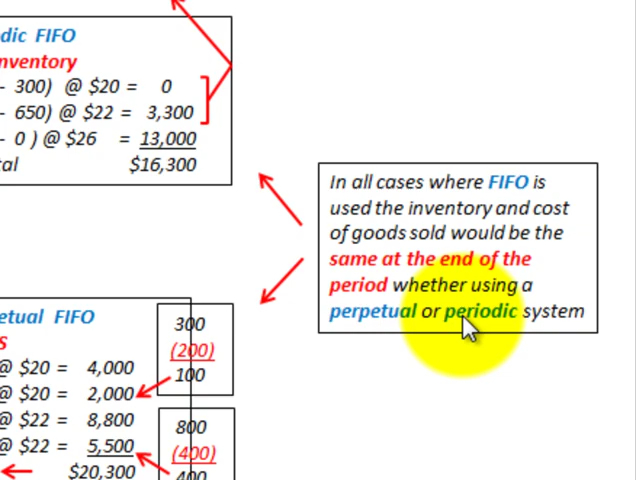 dic FIFO
nventory
- 300) @ $20 = 0
- 650) @ $22 = 3,300
- 0 ) @ $26 = 13,000
tal $16,300
In all cases where FIFO is
used the inventory and cost
of goods sold would be the
same at the end of the
period whether using a
perpetual or periodic system
etual FIFO
S
@ $20 = 4,000
@ $20 = 2,000
@ $22 = 8,800
@ $22 = 5,500
$20,300
300
(200)
100
800
(400)
400